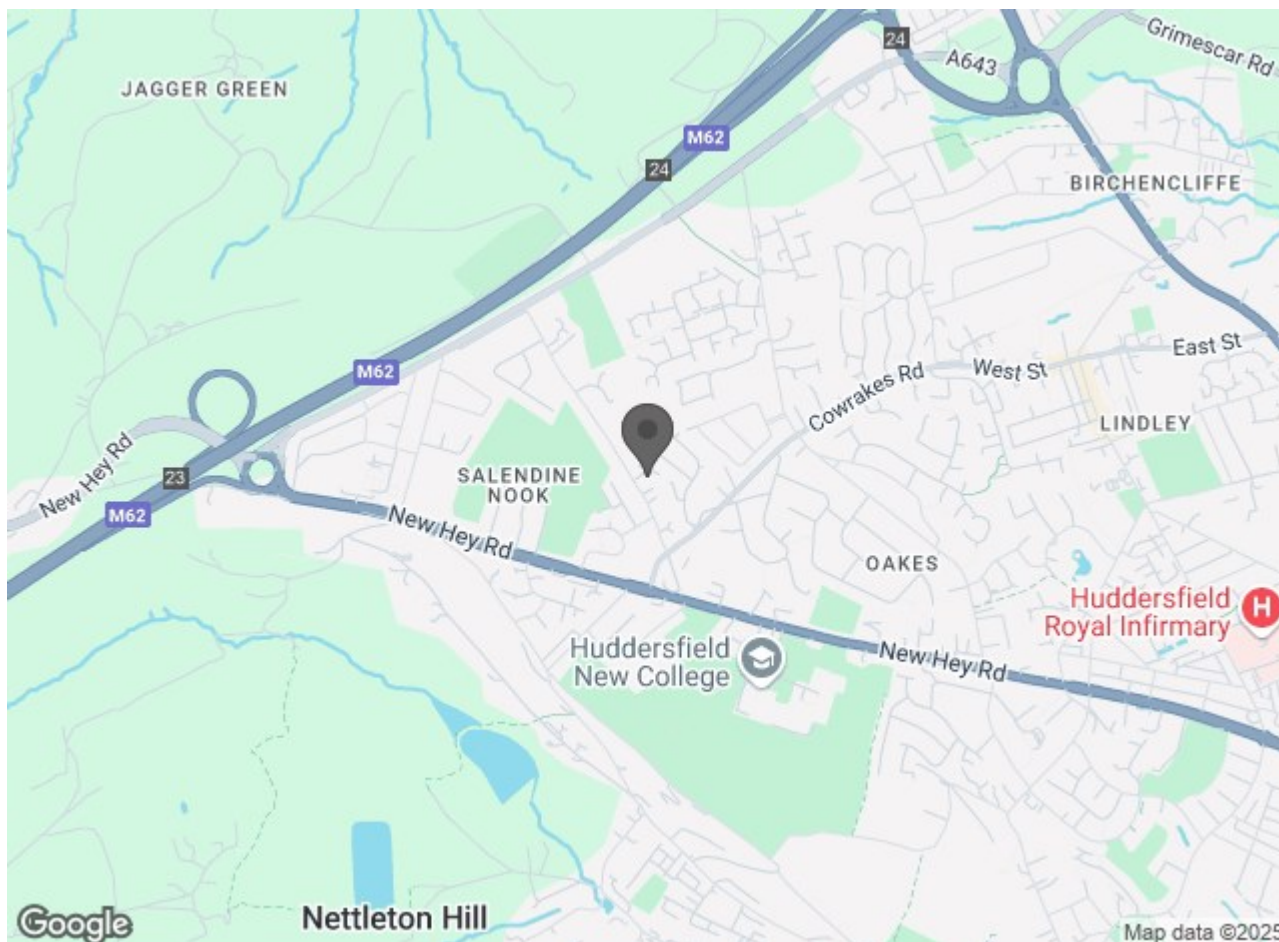 24
A643
Grimescar Rd
JAGGER GREEN
M62
24
BIRCHENCLIFFE
East St
M62
West St
Cowrakes Rd
LINDLEY
New Hey Rd
SALENDINE
NOOK
23
M62
New Hey Rd
OAKES
Huddersfield
Royal Infirmary
H
Huddersfield
New College
New Hey Rd
Nettleton Hill
Google
Map data ©2025